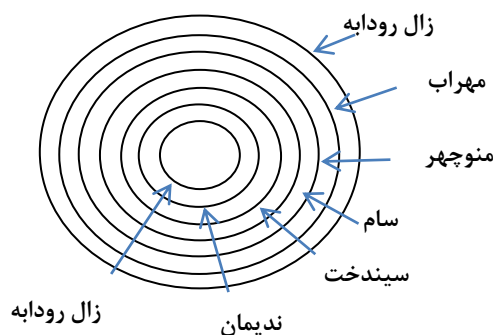 زال رودابه
مهراب
منوچهر
سام
سیندخت
ندیمان
زال رودابه